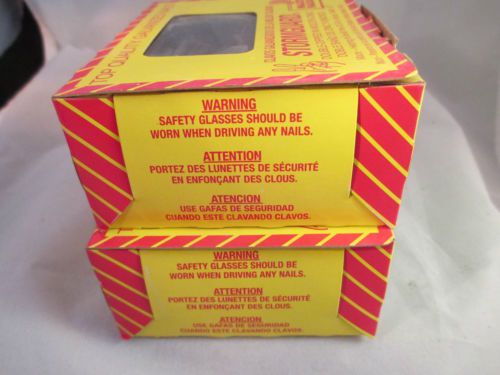 TOP QUALITY
STORMGUARD
WARNING
SAFETY GLASSES SHOULD BE
WORN WHEN DRIVING ANY NAILS.
ATTENTION
PORTEZ DES LUNETTES DE SÉCURITÉ
EN ENFONÇANT DES CLOUS.
ATENCION
USE GAFAS DE SEGURIDAD
CUANDO ESTE CLAVANDO CLAVOS.
WARNING
SAFETY GLASSES SHOULD BE
WORN WHEN DRIVING ANY NAILS.
ATTENTION
PORTEZ DES LUNETTES DE SÉCURITÉ
EN ENFONÇANT DES CLOUS.
ATENCION
USE GAFAS DE SEGURIDAD
CUANDO ESTE CLAVANDO CLAVOS.